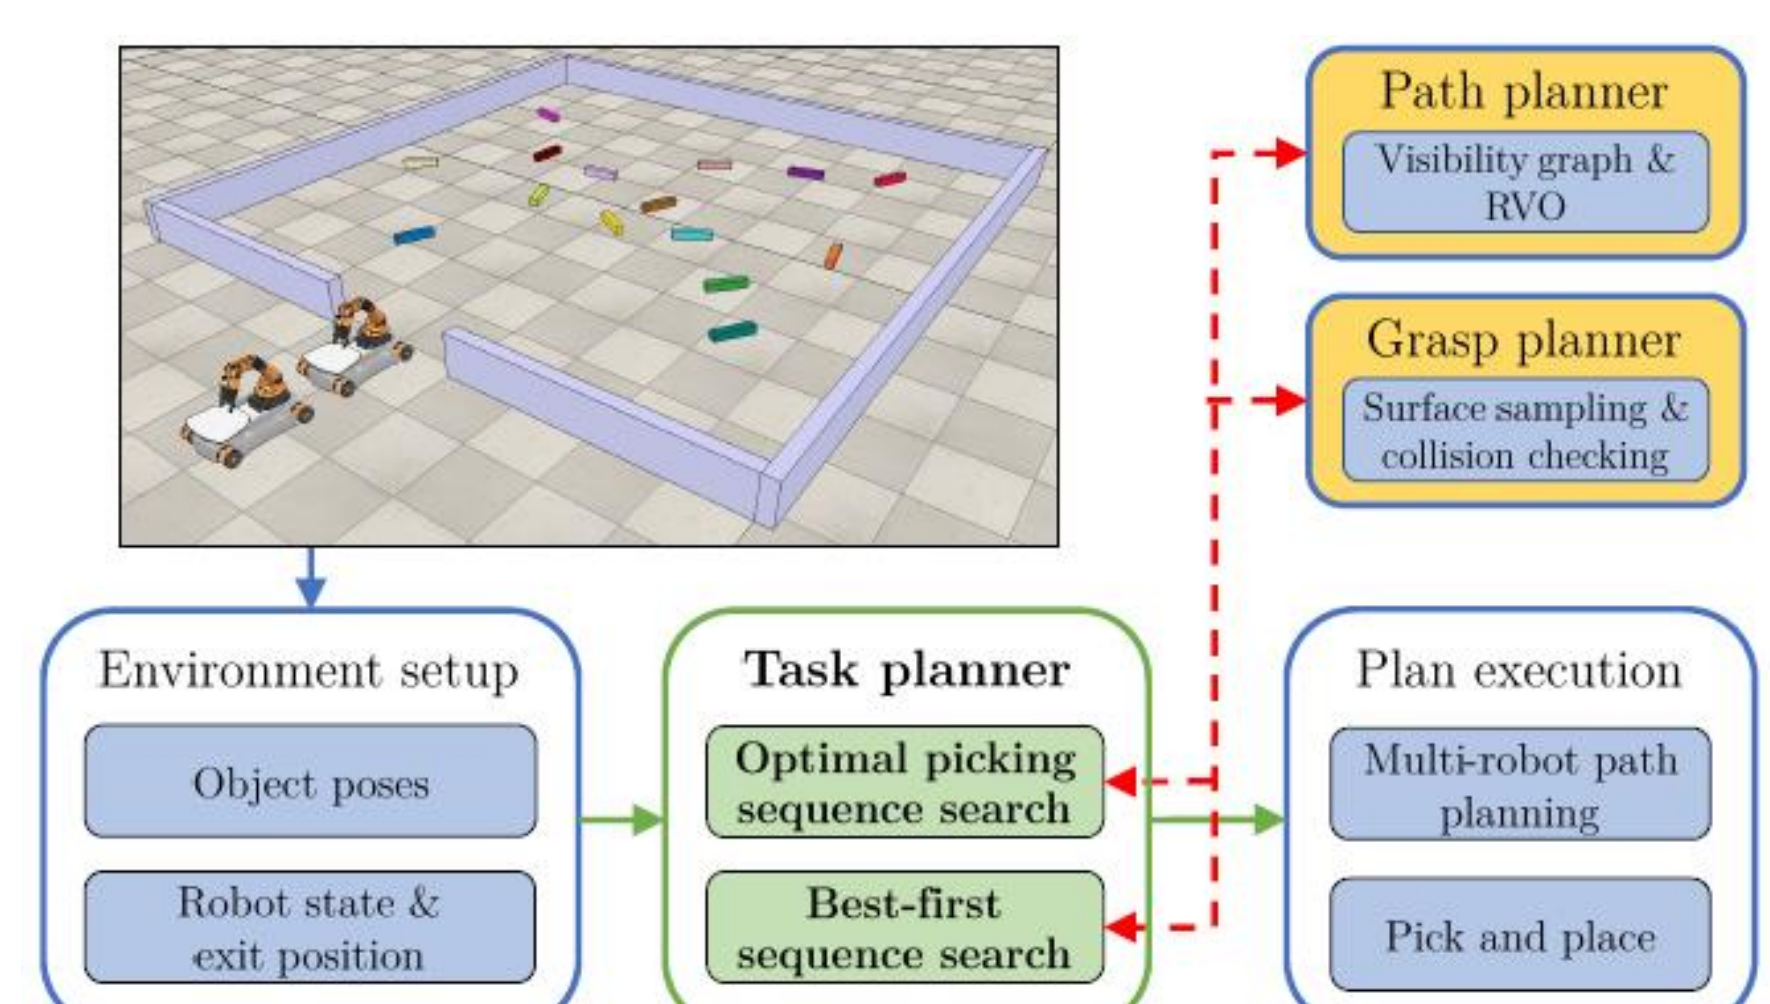 Path planner
Visibility graph &
RVO
Grasp planner
Surface sampling &
collision checking
Environment setup
Object poses
Robot state &
exit position
Task planner
Optimal picking
sequence search
Best-first
sequence search
Plan execution
Multi-robot path
planning
Pick and place